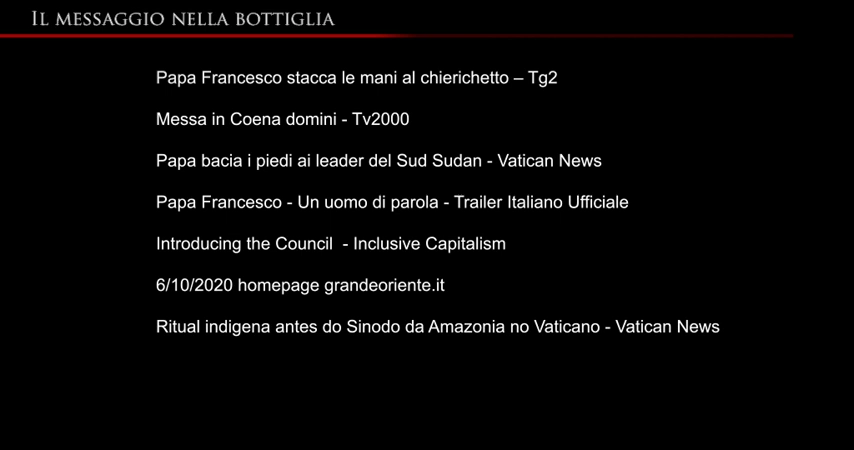 Il messaggio nella bottiglia
Papa Francesco stacca le mani al chierichetto – Tg2
Messa in Coena domini - Tv2000
Papa bacia i piedi ai leader del Sud Sudan - Vatican News
Papa Francesco - Un uomo di parola - Trailer Italiano Ufficiale
Introducing the Council  - Inclusive Capitalism
6/10/2020 homepage grandeoriente.it
Ritual indigena antes do Sinodo da Amazonia no Vaticano - Vatican News